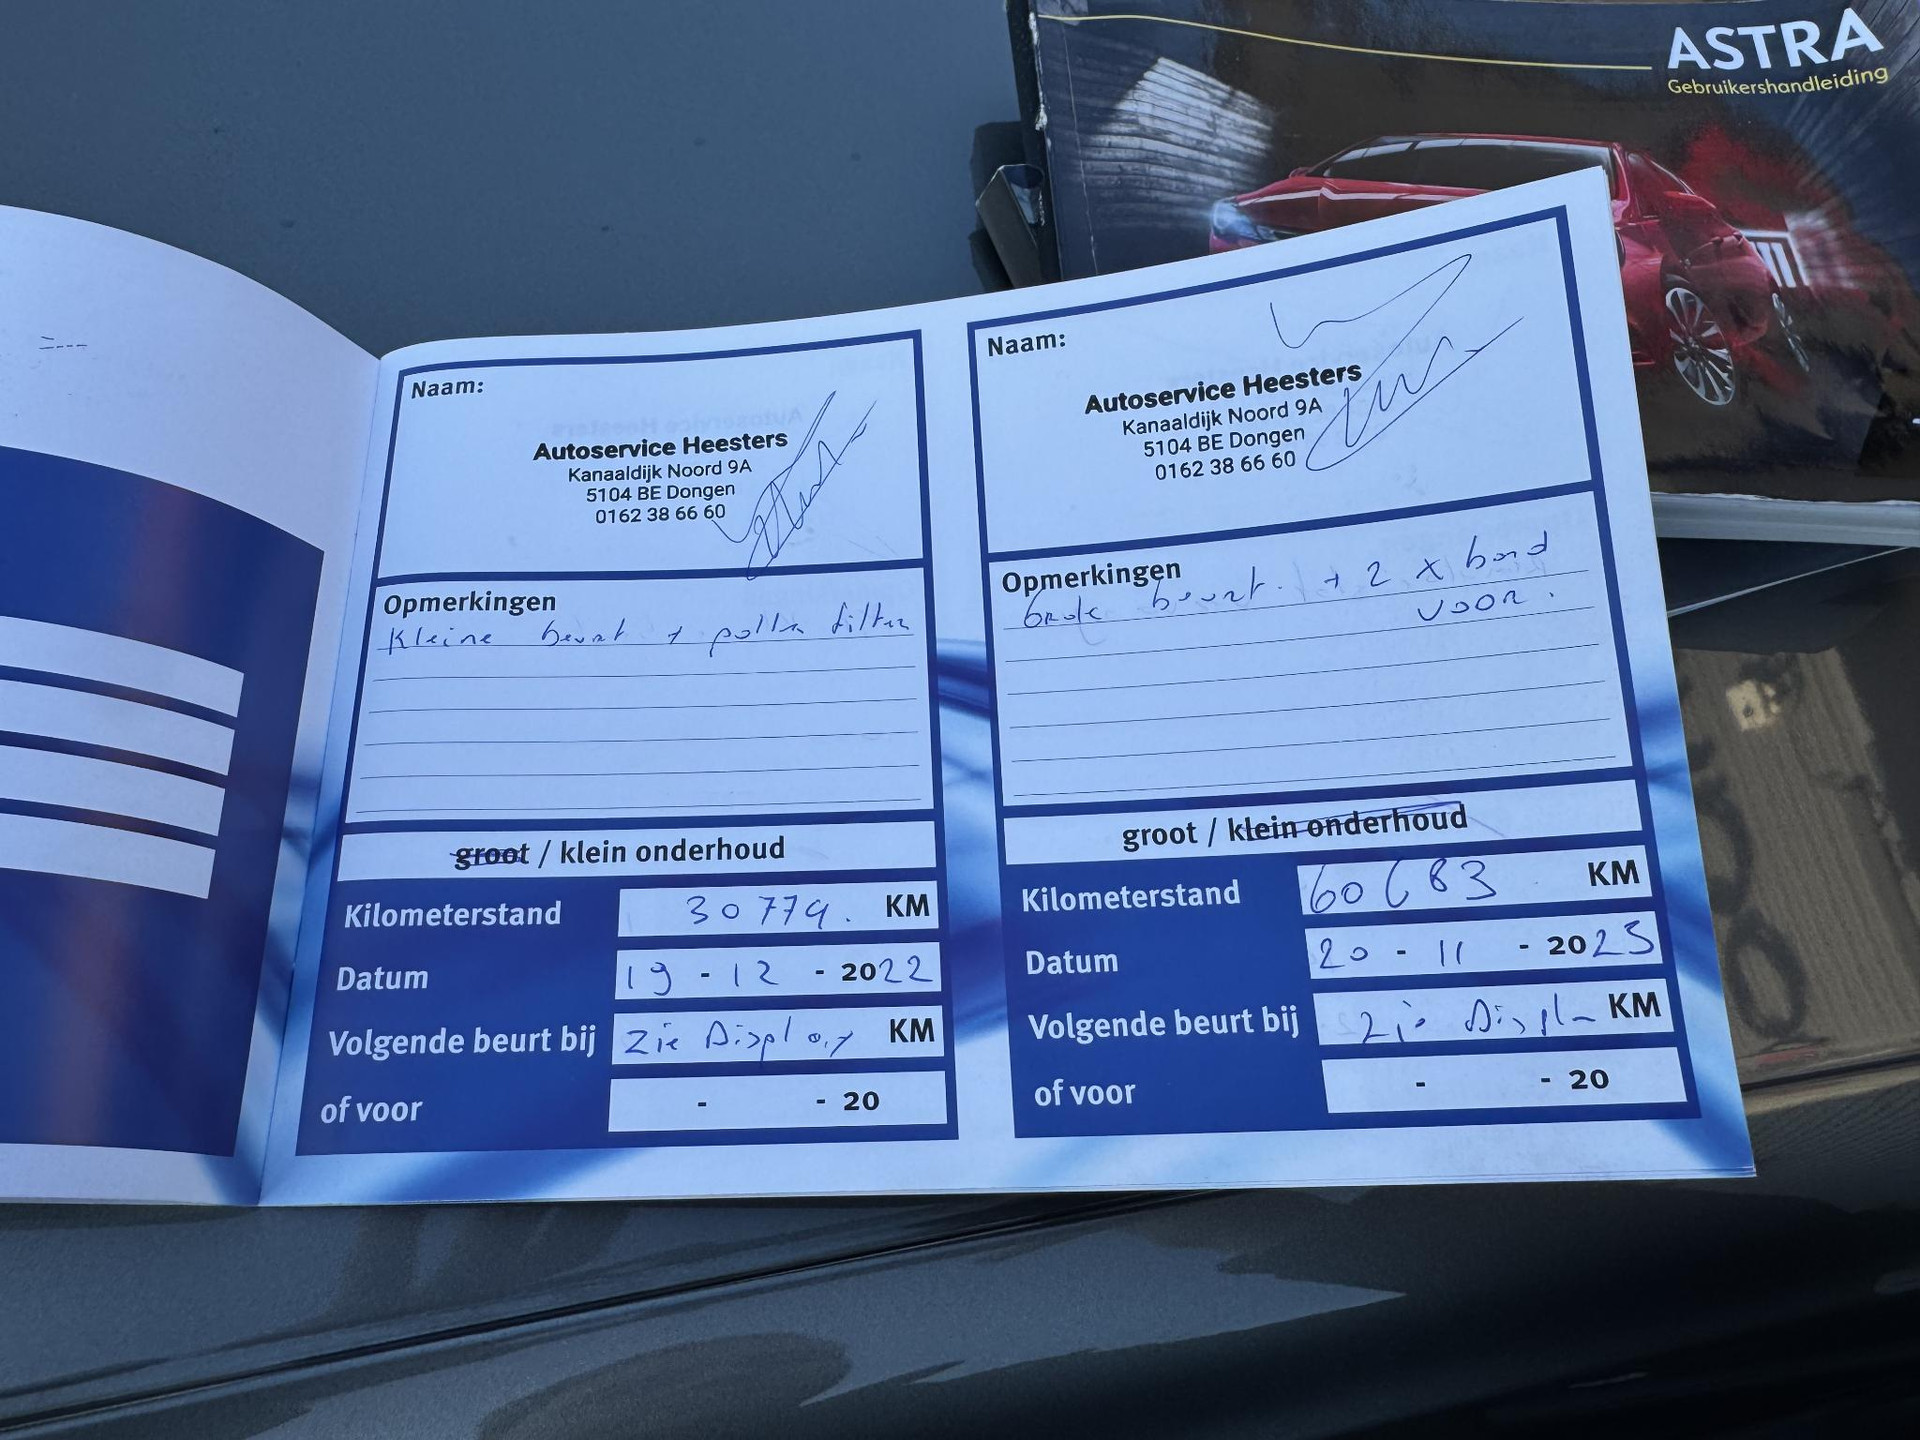 ASTRA
Gebruikershandleiding
Naam:
Autoservice Heesters
Kanaaldijk Noord 9A
5104 BE Dongen
0162 38 66 60
Opmerkingen
Kleine beurt + pollen filter
groot / klein onderhoud
Kilometerstand 30779. KM
Datum 19 - 12 - 2022
Volgende beurt bij Zie Display KM
of voor - - 20
Naam:
Autoservice Heesters
Kanaaldijk Noord 9A
5104 BE Dongen
0162 38 66 60
Opmerkingen
Grote beurt. + 2 x band
voor.
groot / klein onderhoud
Kilometerstand 60683 KM
Datum 20 - 11 - 2023
Volgende beurt bij Zie Displ KM
of voor - - 20